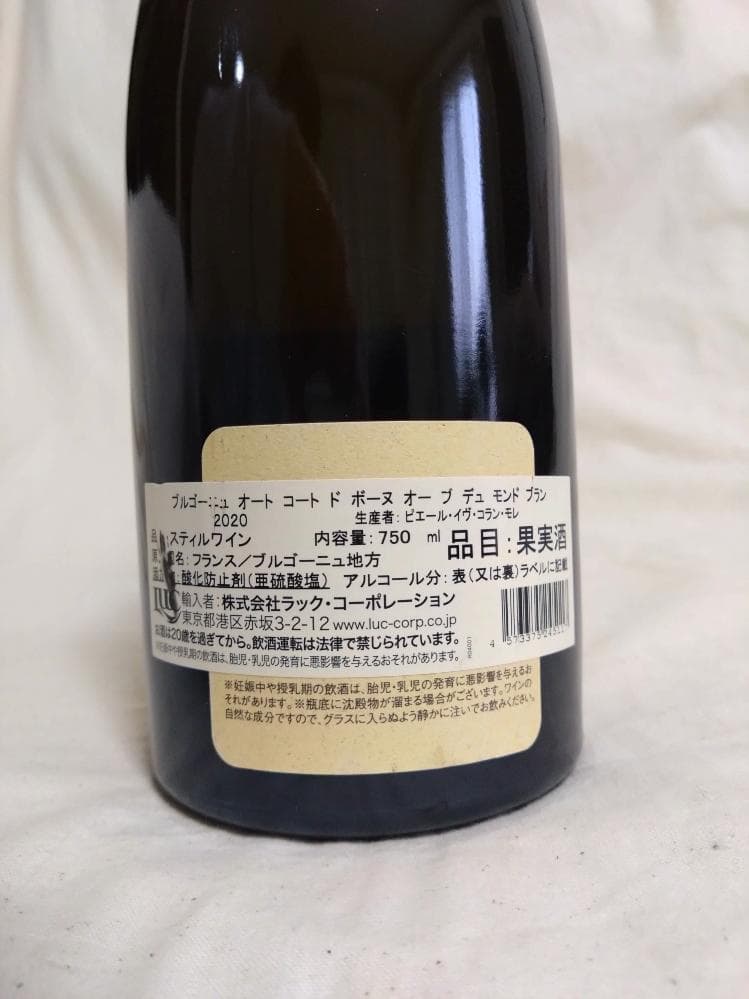 ブルゴーニュ オート コート ド ボーヌ オー ブ デュ モンド ブラン
2020 生産者：ピエール・イヴ・コラン・モレ
品 スティルワイン 内容量：750 ml 品目：果実酒
原 名：フランス／ブルゴーニュ地方
酸化防止剤（亜硫酸塩） アルコール分：表（又は裏）ラベルに記載
LUC 輸入者：株式会社ラック・コーポレーション
東京都港区赤坂3-2-12 www.luc-corp.co.jp
お酒は20歳を過ぎてから。飲酒運転は法律で禁じられています。
※妊娠中や授乳期の飲酒は、胎児・乳児の発育に悪影響を与えるおそれがあります。
※妊娠中や授乳期の飲酒は、胎児・乳児の発育に悪影響を与えるお
それがあります。※瓶底に沈殿物が溜まる場合がございます。ワインの
自然な成分ですので、グラスに入らぬよう静かに注いでお飲みください。